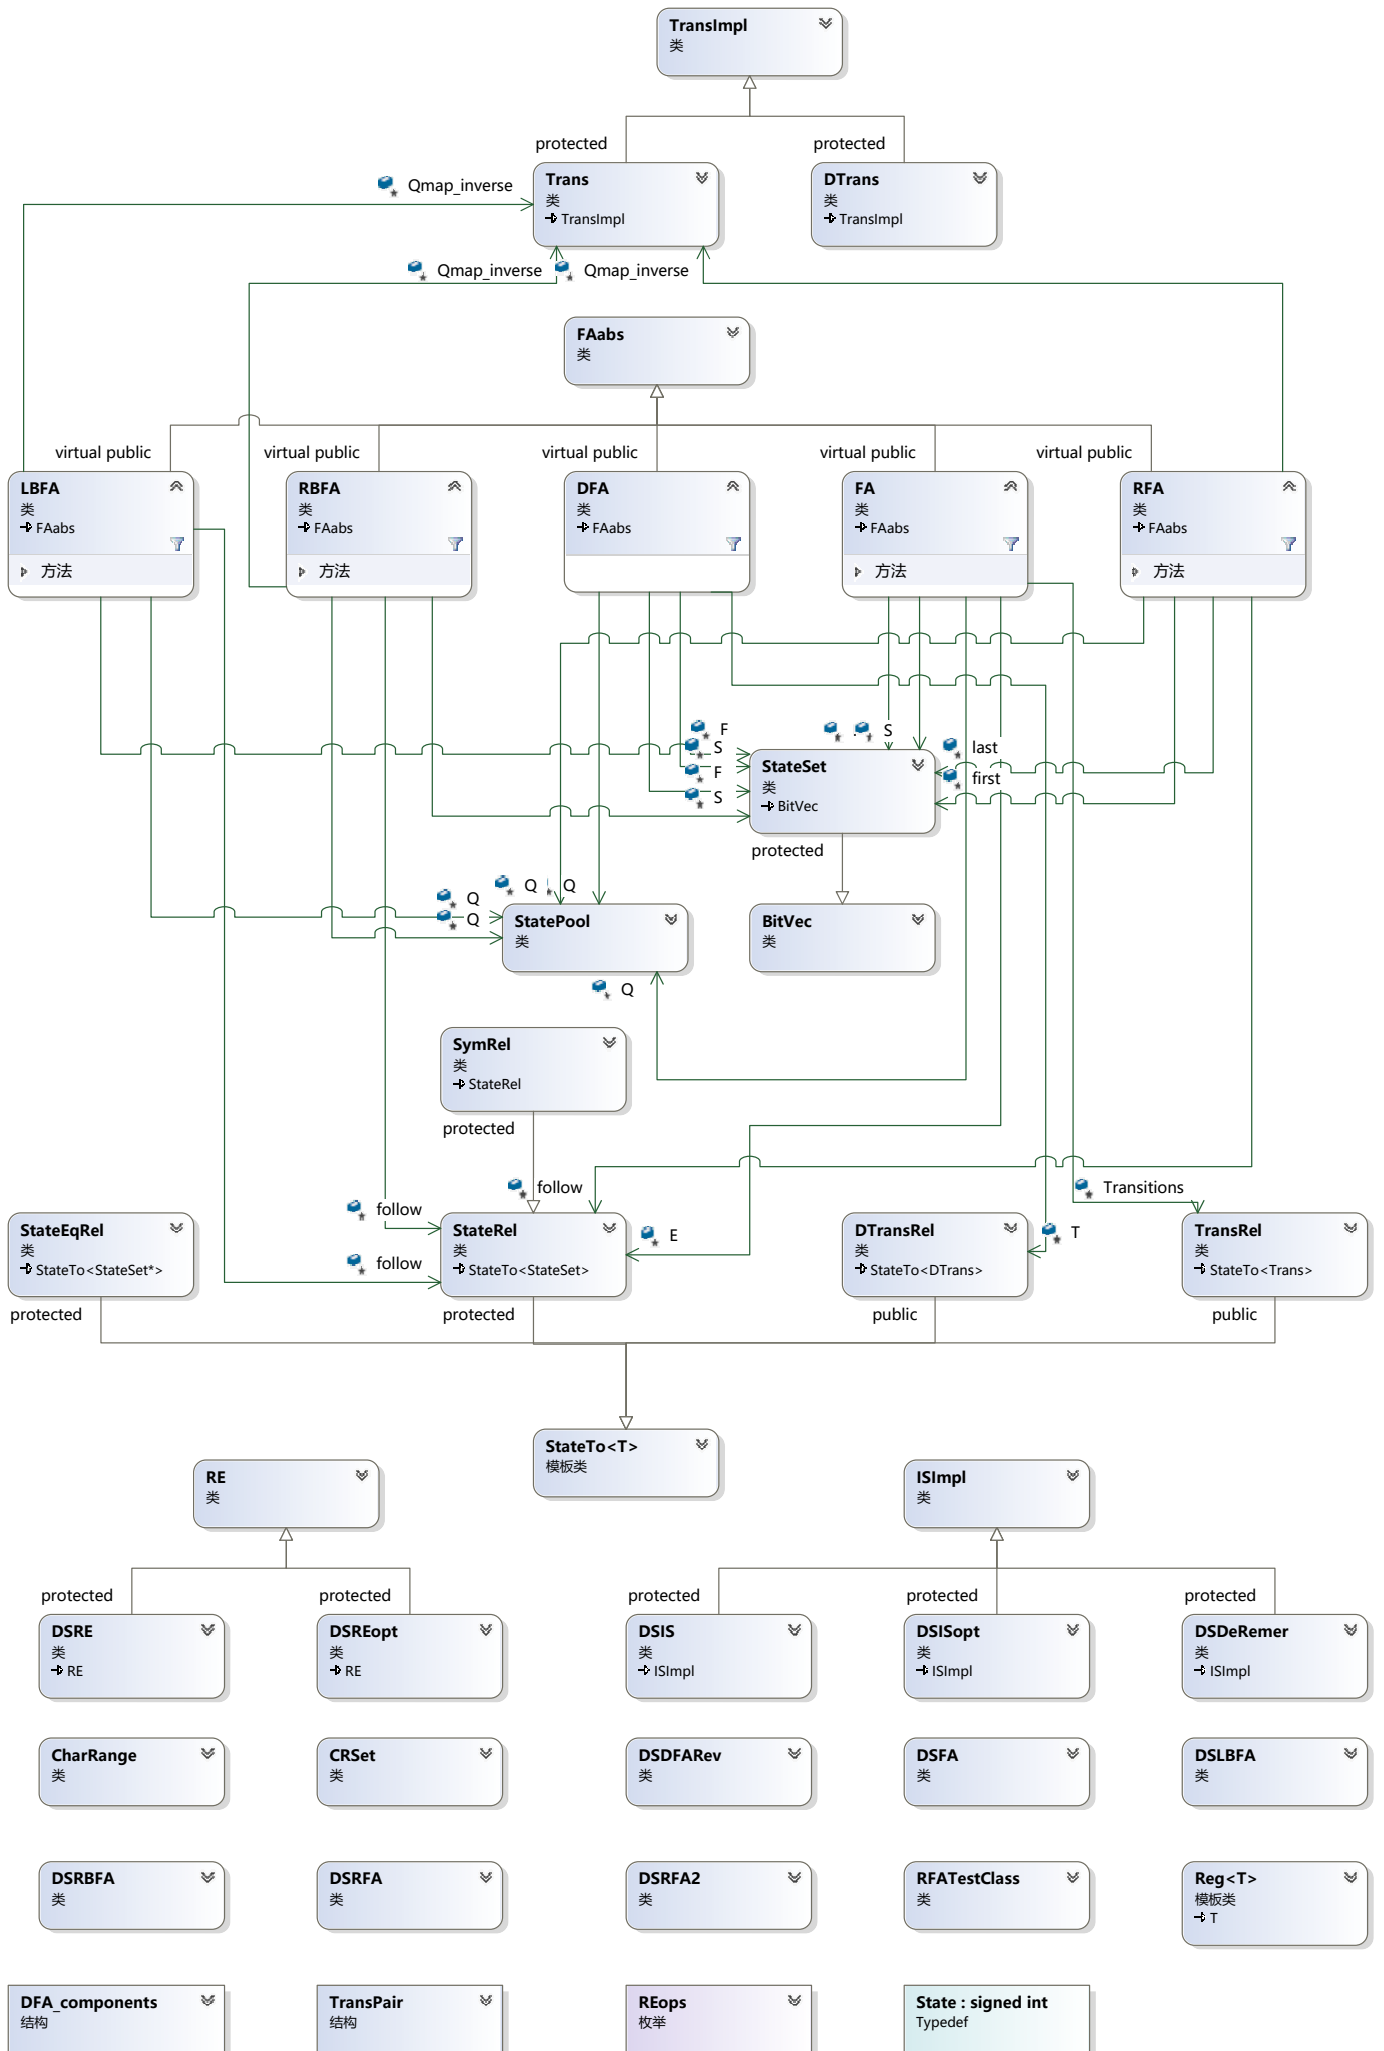 TransImpl
类
protected
protected
Trans
类
TransImpl
DTrans
类
TransImpl
Qmap_inverse
Qmap_inverse
Qmap_inverse
FAabs
类
virtual public
virtual public
virtual public
virtual public
virtual public
LBFA
类
FAabs
方法
RBFA
类
FAabs
方法
DFA
类
FAabs
FA
类
FAabs
方法
RFA
类
FAabs
方法
F
S
F
S
S
last
first
StateSet
类
BitVec
protected
Q
Q
Q
Q
StatePool
类
BitVec
类
Q
SymRel
类
StateRel
protected
follow
follow
follow
E
Transitions
T
StateEqRel
类
StateTo<StateSet*>
StateRel
类
StateTo<StateSet>
DTransRel
类
StateTo<DTrans>
TransRel
类
StateTo<Trans>
protected
protected
public
public
StateTo<T>
模板类
RE
类
ISImpl
类
protected
protected
protected
protected
protected
DSRE
类
RE
DSREopt
类
RE
DSIS
类
ISImpl
DSISopt
类
ISImpl
DSDeRemer
类
ISImpl
CharRange
类
CRSet
类
DSDFARev
类
DSFA
类
DSLBFA
类
DSRBFA
类
DSRFA
类
DSRFA2
类
RFATestClass
类
Reg<T>
模板类
T
DFA_components
结构
TransPair
结构
REops
枚举
State : signed int
Typedef